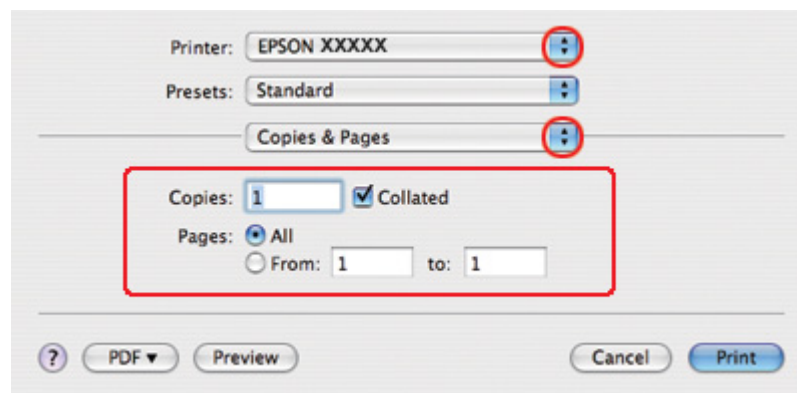 Printer: EPSON XXXXX
Presets: Standard
Copies & Pages
Copies: 1 Collated
Pages: All
From: 1 to: 1
? PDF Preview Cancel Print